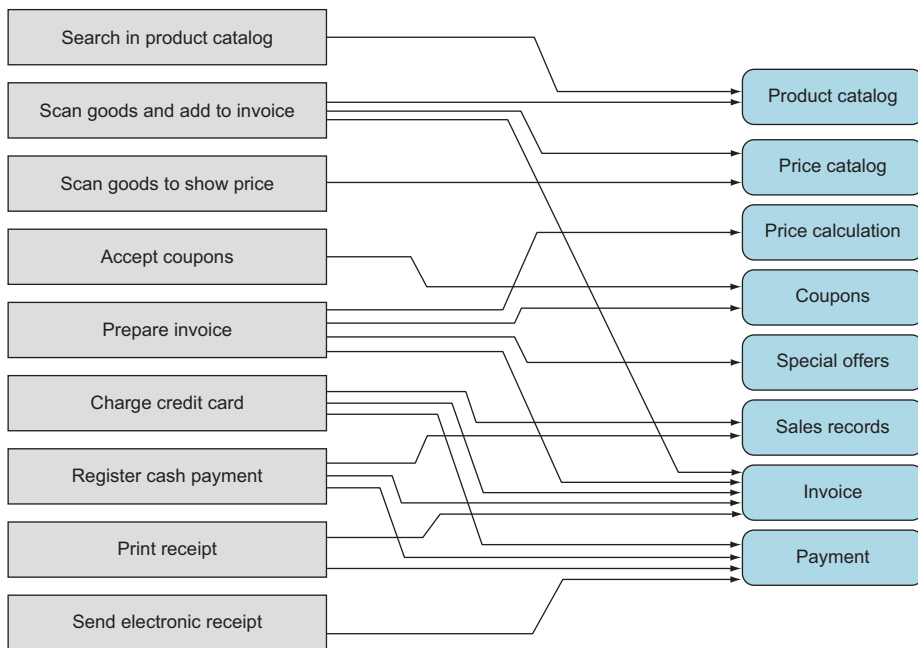 Search in product catalog
Scan goods and add to invoice
Scan goods to show price
Accept coupons
Prepare invoice
Charge credit card
Register cash payment
Print receipt
Send electronic receipt
Product catalog
Price catalog
Price calculation
Coupons
Special offers
Sales records
Invoice
Payment